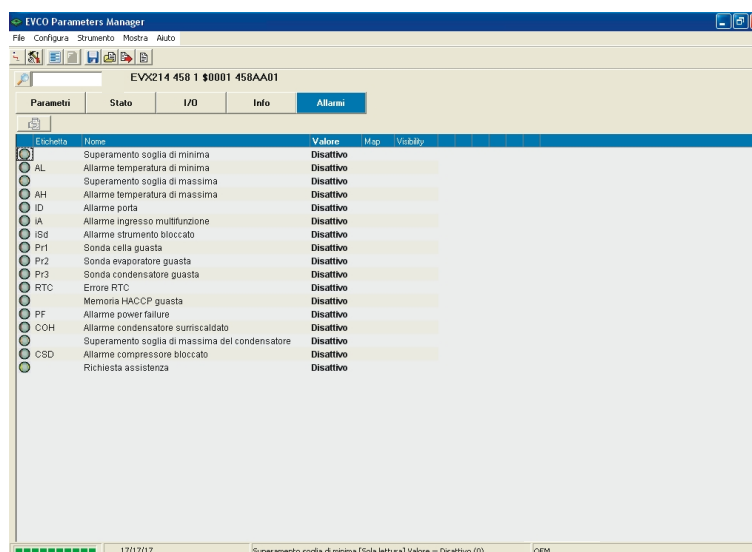 EVCO Parameters Manager
File Configura Strumento Mostra Aiuto
EVX214 458 1 $0001 458AA01
Parametri Stato I/O Info Allarmi
Etichetta Nome Valore Map Visibility
Superamento soglia di minima Disattivo
AL Allarme temperatura di minima Disattivo
Superamento soglia di massima Disattivo
AH Allarme temperatura di massima Disattivo
ID Allarme porta Disattivo
iA Allarme ingresso multifunzione Disattivo
iSd Allarme strumento bloccato Disattivo
Pr1 Sonda cella guasta Disattivo
Pr2 Sonda evaporatore guasta Disattivo
Pr3 Sonda condensatore guasta Disattivo
RTC Errore RTC Disattivo
Memoria HACCP guasta Disattivo
PF Allarme power failure Disattivo
COH Allarme condensatore surriscaldato Disattivo
Superamento soglia di massima del condensatore Disattivo
CSD Allarme compressore bloccato Disattivo
Richiesta assistenza Disattivo
17/17/17 Superamento soglia di minima [Sola lettura] Valore = Disattivo (0) OEM